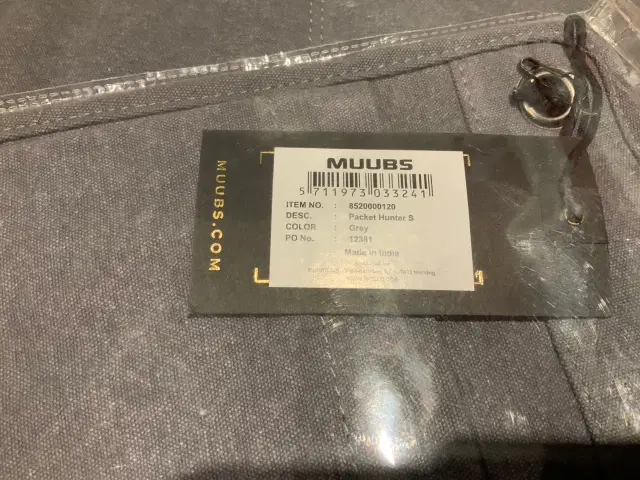 MUUBS.COM
MUUBS
5 711973 033241
ITEM NO. : 8520000120
DESC. : Packet Hunter S
COLOR : Grey
PO No. : 12381
Made in India